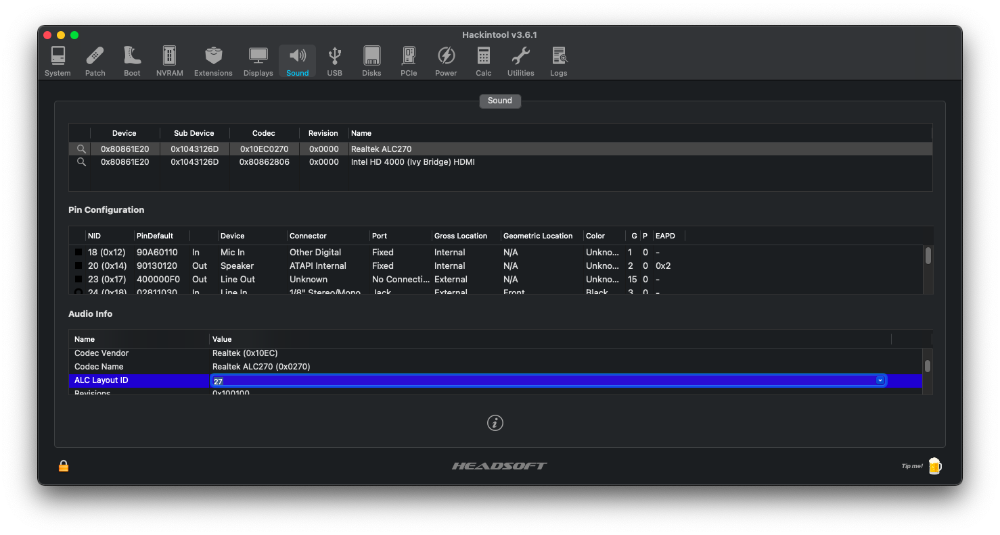 Hackintool v3.6.1
System Patch Boot NVRAM Extensions Displays Sound USB Disks PCIe Power Calc Utilities Logs
Sound
Device Sub Device Codec Revision Name
0x80861E20 0x1043126D 0x10EC0270 0x0000 Realtek ALC270
0x80861E20 0x1043126D 0x80862806 0x0000 Intel HD 4000 (Ivy Bridge) HDMI
Pin Configuration
NID PinDefault Device Connector Port Gross Location Geometric Location Color G P EAPD
18 (0x12) 90A60110 In Mic In Other Digital Fixed Internal N/A Unkno... 1 0 -
20 (0x14) 90130120 Out Speaker ATAPI Internal Fixed Internal N/A Unkno... 2 0 0x2
23 (0x17) 400000F0 Out Line Out Unknown No Connecti... External N/A Unkno... 15 0 -
24 (0x18) 02811030 In Line In 1/8" Stereo/Mono Jack External Front Black 3 0 -
Audio Info
Name Value
Codec Vendor Realtek (0x10EC)
Codec Name Realtek ALC270 (0x0270)
ALC Layout ID 27
Revisions 0x100100
HEADSOFT
Tip me!